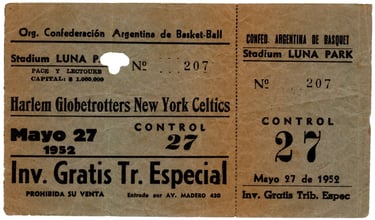 Org. Confederación Argentina de Basket-Ball
Stadium LUNA P
PACE Y LECTOURE
CAPITAL: $ 1.000.000
Nº 207
Harlem Globetrotters New York Celtics
Mayo 27
1952
CONTROL
27
Inv. Gratis Tr. Especial
PROHIBIDA SU VENTA
Entrada por AV. MADERO 420
CONFED. ARGENTINA DE BASQUET
Stadium LUNA PARK
Nº 207
CONTROL
27
Mayo 27 de 1952
Inv. Gratis Trib. Espec.